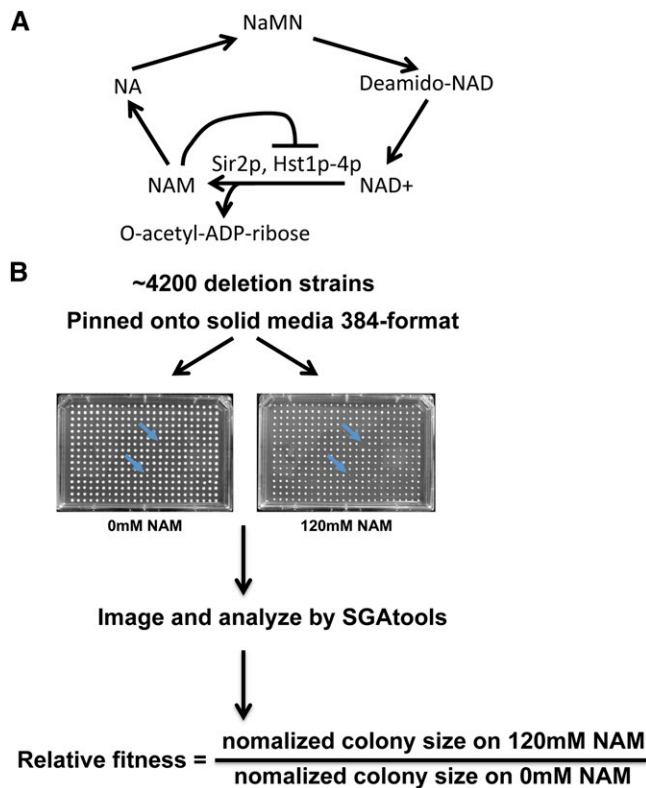 A
NaMN
NA
Deamido-NAD
Sir2p, Hst1p-4p
NAM
NAD+
O-acetyl-ADP-ribose
B
~4200 deletion strains
Pinned onto solid media 384-format
0mM NAM
120mM NAM
Image and analyze by SGAtools
Relative fitness =
nomalized colony size on 120mM NAM
nomalized colony size on 0mM NAM